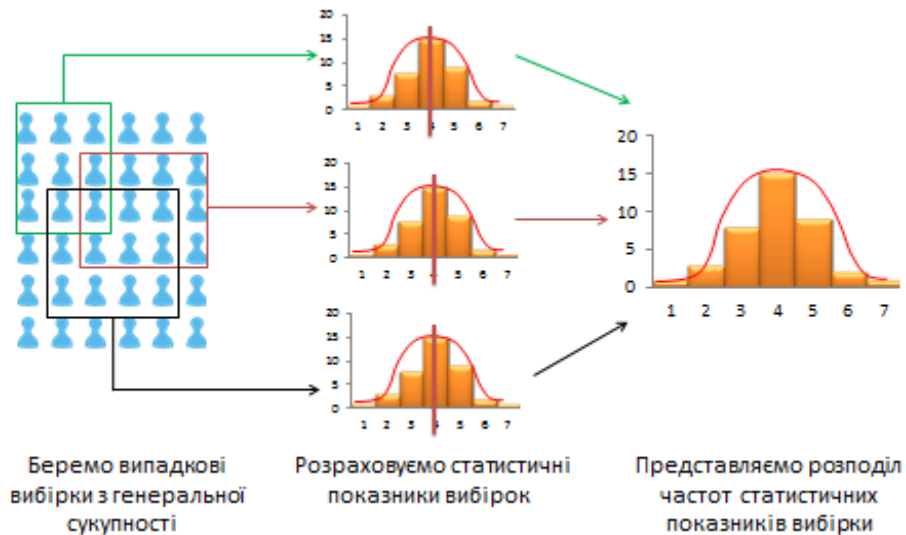 20
15
10
5
0
1 2 3 4 5 6 7
20
15
10
5
0
1 2 3 4 5 6 7
20
15
10
5
0
1 2 3 4 5 6 7
20
15
10
5
0
1 2 3 4 5 6 7
Беремо випадкові
вибірки з генеральної
сукупності
Розраховуємо статистичні
показники вибірок
Представляємо розподіл
частот статистичних
показників вибірки